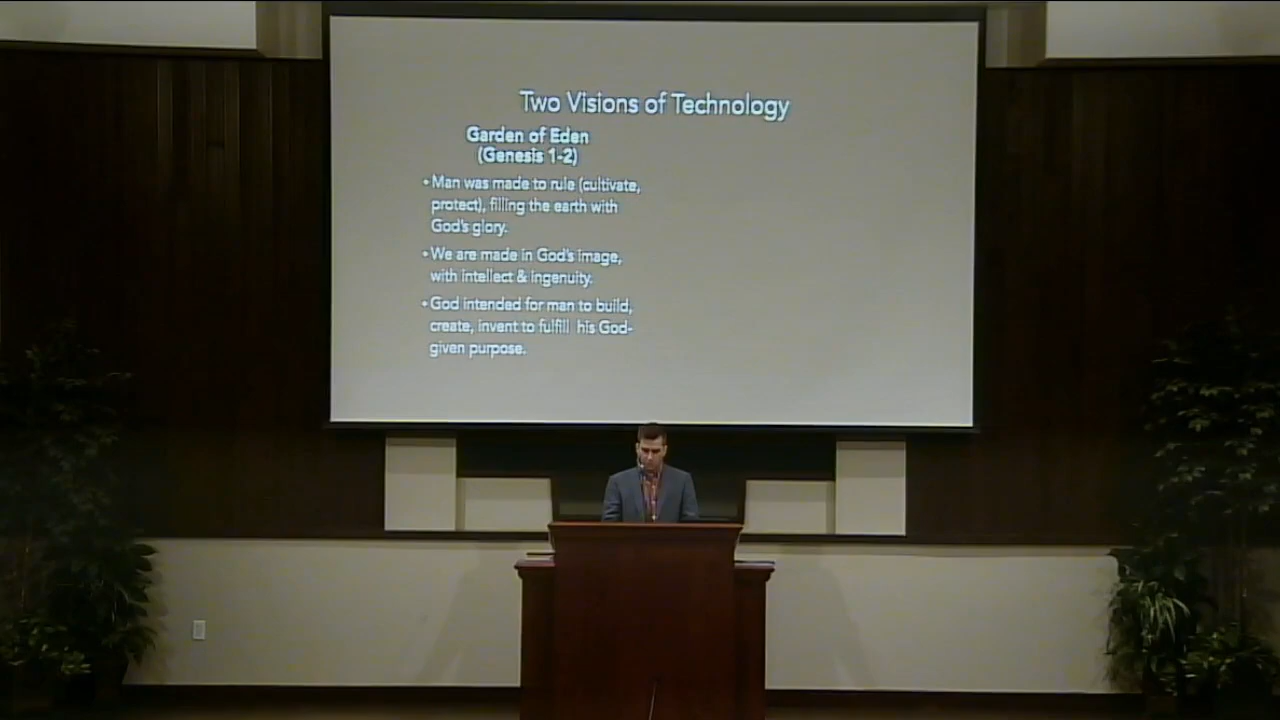 Two Visions of Technology
Garden of Eden
(Genesis 1-2)
• Man was made to rule (cultivate,
protect), filling the earth with
God's glory.
• We are made in God's image,
with intellect & ingenuity.
• God intended for man to build,
create, invent to fulfill his God-
given purpose.